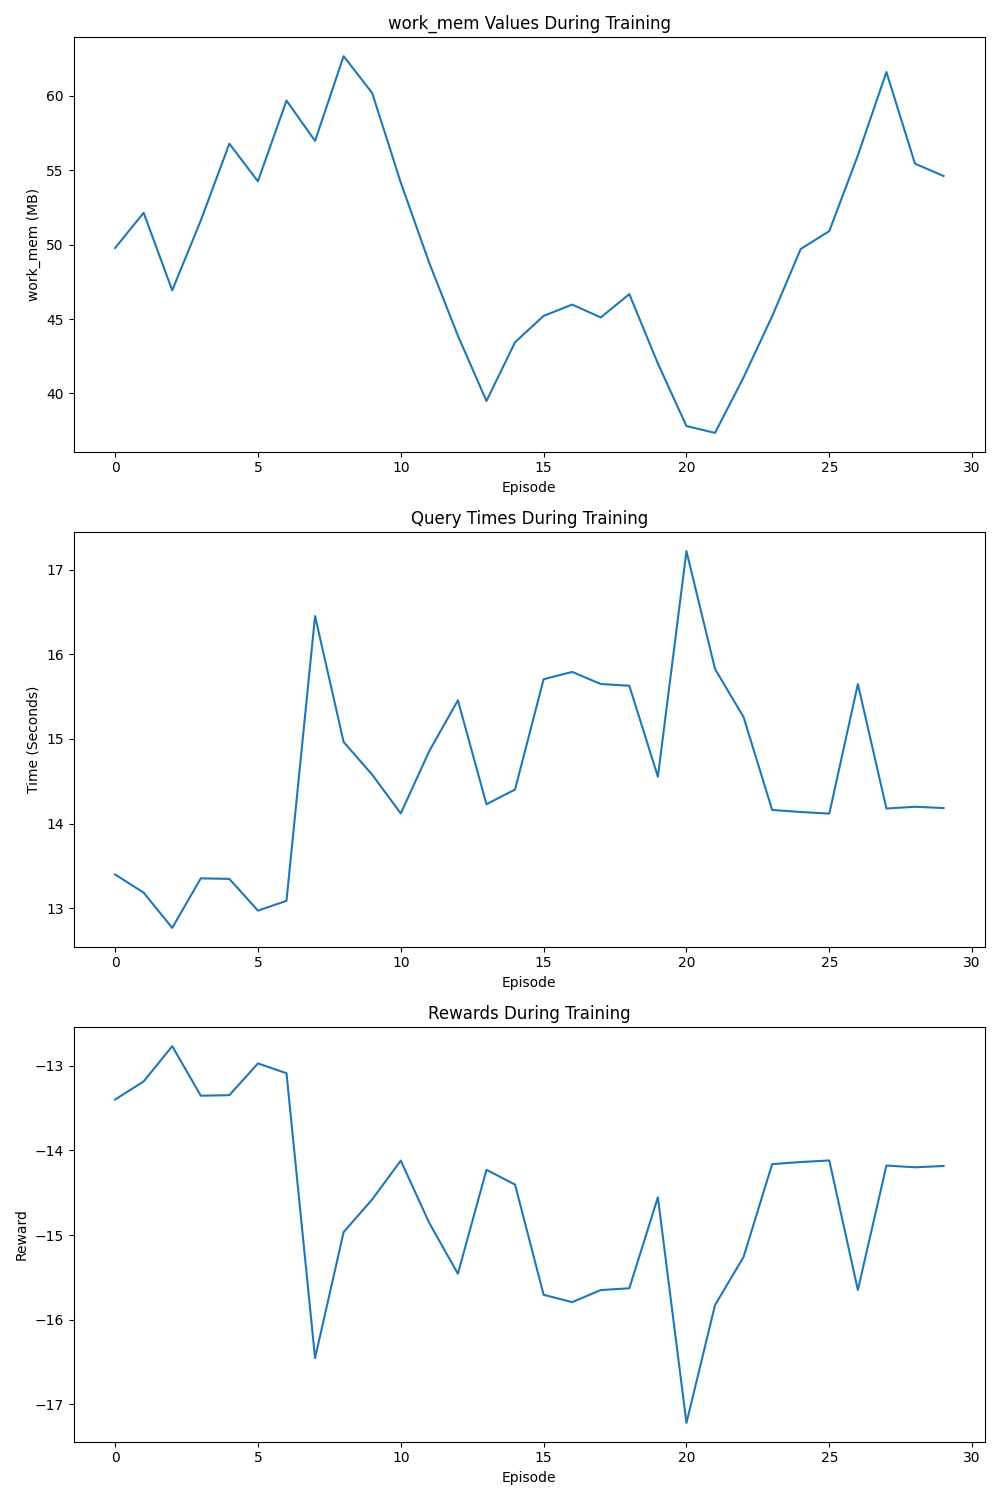 work_mem Values During Training
work_mem (MB)
60
55
50
45
40
0 5 10 15 20 25 30
Episode
Query Times During Training
Time (Seconds)
17
16
15
14
13
0 5 10 15 20 25 30
Episode
Rewards During Training
Reward
−13
−14
−15
−16
−17
0 5 10 15 20 25 30
Episode